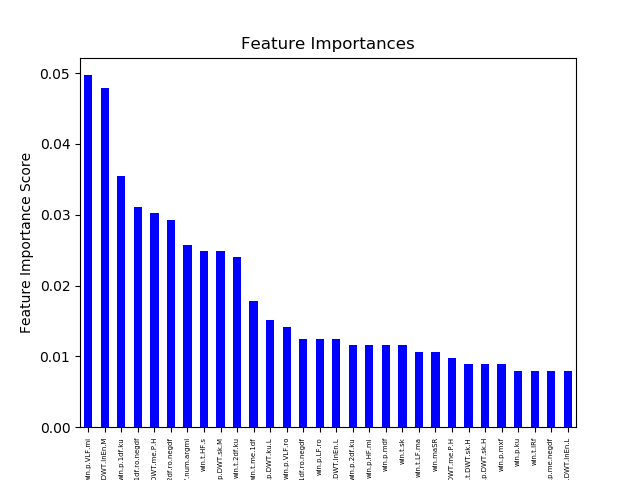 Feature Importances
Feature Importance Score
0.05
0.04
0.03
0.02
0.01
0.00
win.p.VLF.mi
DWT.InEn.M
win.p.1df.ku
1df.ro.negdf
DWT.me.P.H
2df.ro.negdf
.num.argmi
win.t.HF.s
p.DWT.sk.M
win.t.2df.ku
win.t.me.1df
p.DWT.ku.L
win.p.VLF.ro
1df.ro.negdf
win.p.LF.ro
DWT.InEn.L
win.p.2df.ku
win.p.HF.mi
win.p.mdf
win.t.sk
win.t.LF.ma
win.maSR
DWT.me.P.H
t.DWT.sk.H
p.DWT.sk.H
win.p.mxf
win.p.ku
win.t.IRf
p.me.negdf
DWT.InEn.L